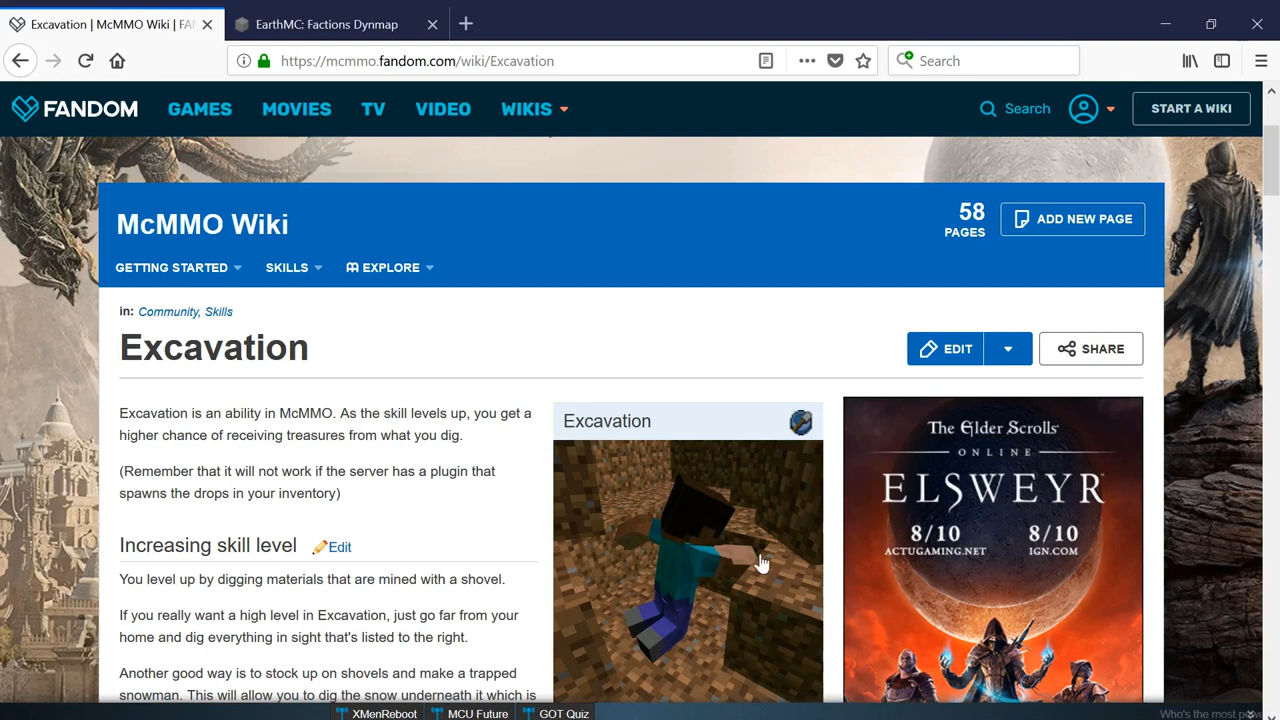 Excavation | McMMO Wiki | FA
EarthMC: Factions Dynmap
https://mcmmo.fandom.com/wiki/Excavation
Search
FANDOM
GAMES
MOVIES
TV
VIDEO
WIKIS
Search
START A WIKI
McMMO Wiki
58
PAGES
ADD NEW PAGE
GETTING STARTED
SKILLS
EXPLORE
in: Community, Skills
Excavation
EDIT
SHARE
Excavation is an ability in McMMO. As the skill levels up, you get a
higher chance of receiving treasures from what you dig.
(Remember that it will not work if the server has a plugin that
spawns the drops in your inventory)
Increasing skill level
Edit
You level up by digging materials that are mined with a shovel.
If you really want a high level in Excavation, just go far from your
home and dig everything in sight that's listed to the right.
Another good way is to stock up on shovels and make a trapped
snowman. This will allow you to dig the snow underneath it which is
Excavation
The Elder Scrolls
ONLINE
ELSWEYR
8/10
ACTUGAMING.NET
8/10
IGN.COM
XMenReboot
MCU Future
GOT Quiz
Who's the most